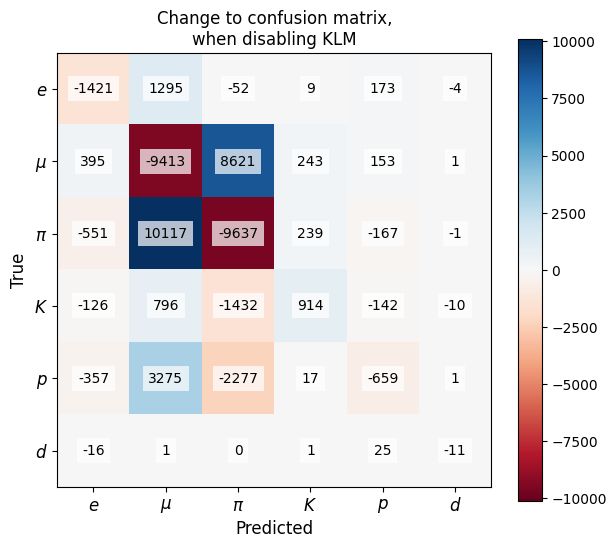 Change to confusion matrix,
when disabling KLM
e -1421 1295 -52 9 173 -4
μ 395 -9413 8621 243 153 1
π -551 10117 -9637 239 -167 -1
K -126 796 -1432 914 -142 -10
p -357 3275 -2277 17 -659 1
d -16 1 0 1 25 -11
e μ π K p d
True
Predicted
10000
7500
5000
2500
0
−2500
−5000
−7500
−10000